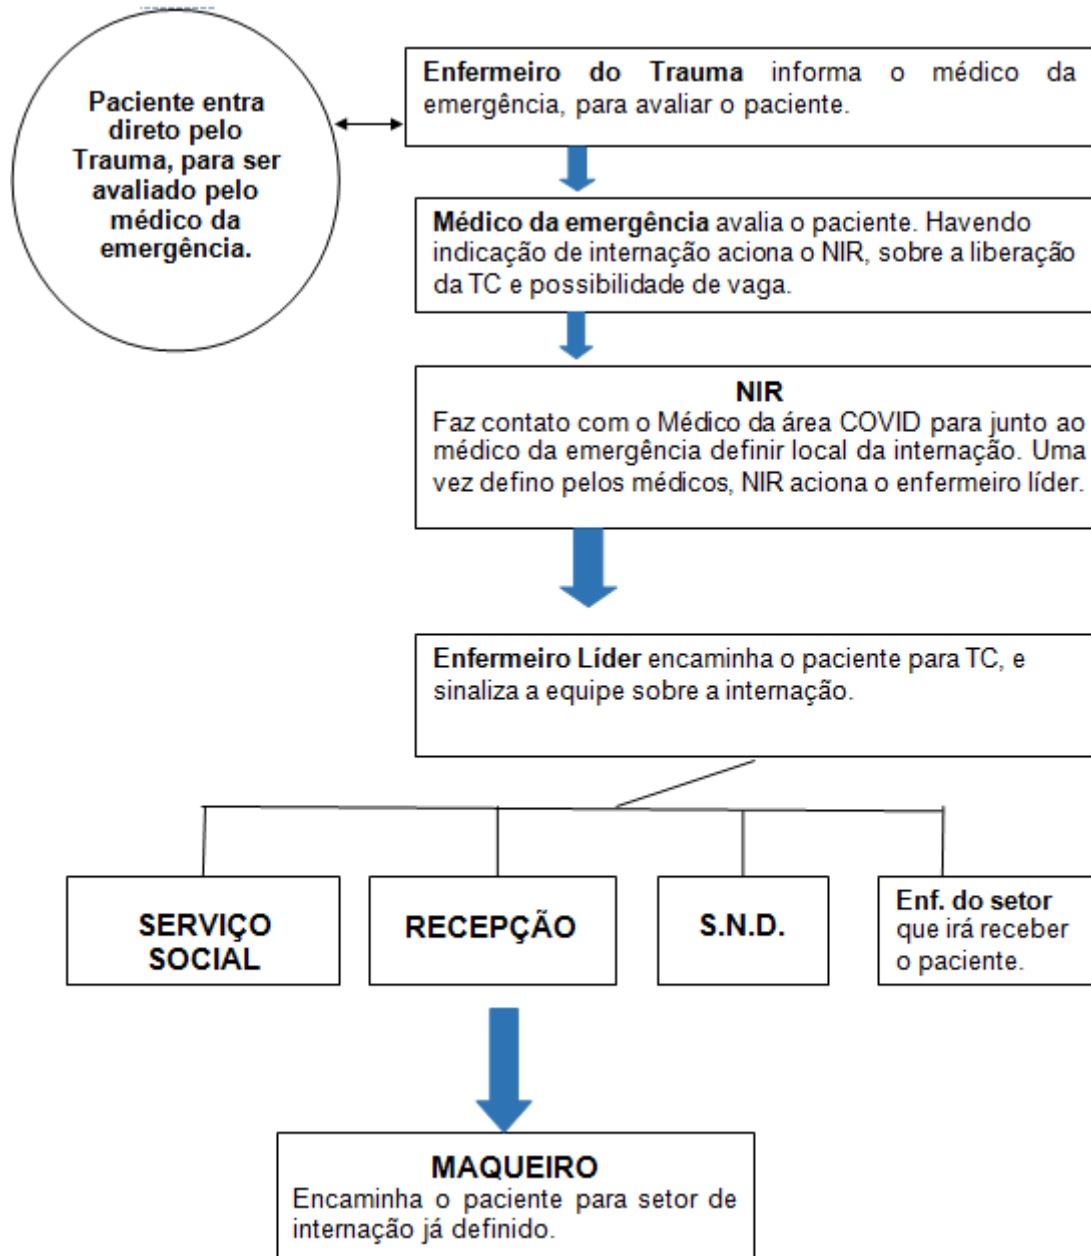 Paciente entra
direto pelo
Trauma, para ser
avaliado pelo
médico da
emergência.
Enfermeiro do Trauma informa o médico da
emergência, para avaliar o paciente.
Médico da emergência avalia o paciente. Havendo
indicação de internação aciona o NIR, sobre a liberação
da TC e possibilidade de vaga.
NIR
Faz contato com o Médico da área COVID para junto ao
médico da emergência definir local da internação. Uma
vez defino pelos médicos, NIR aciona o enfermeiro líder.
Enfermeiro Líder encaminha o paciente para TC, e
sinaliza a equipe sobre a internação.
SERVIÇO
SOCIAL
RECEPÇÃO
S.N.D.
Enf. do setor
que irá receber
o paciente.
MAQUEIRO
Encaminha o paciente para setor de
internação já definido.